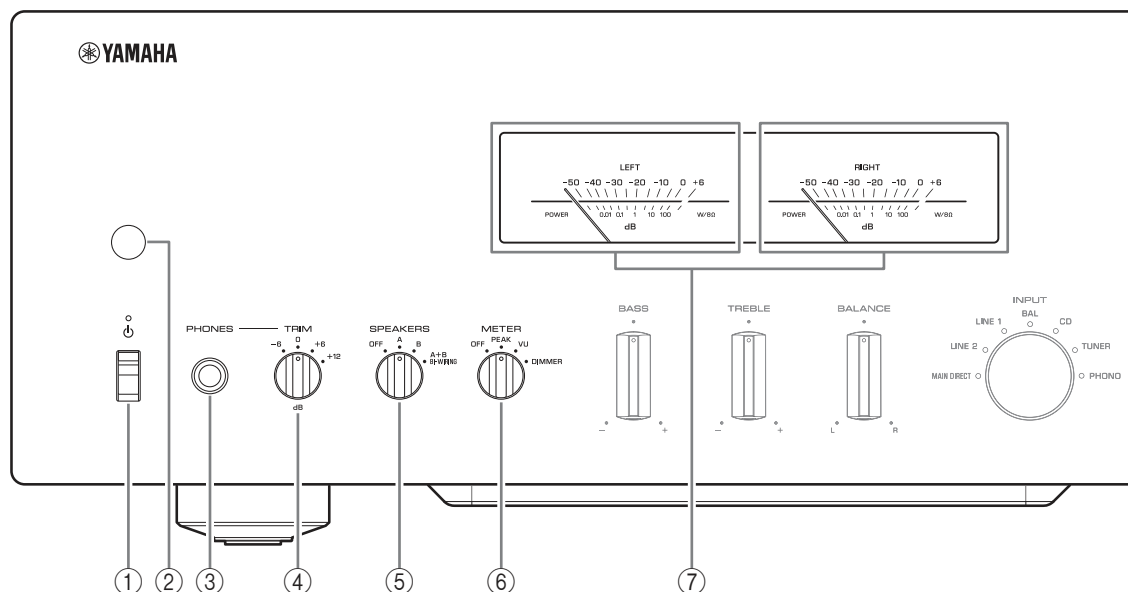 YAMAHA
LEFT
-50 -40 -30 -20 -10 0 +6
POWER 0.01 0.1 1 10 100 W/8Ω
dB
RIGHT
-50 -40 -30 -20 -10 0 +6
POWER 0.01 0.1 1 10 100 W/8Ω
dB
PHONES
TRIM
-6 0 +6 +12
dB
SPEAKERS
OFF A B A+B
BI-WIRING
METER
OFF PEAK VU DIMMER
BASS
- +
TREBLE
- +
BALANCE
L R
INPUT
MAIN DIRECT LINE 2 LINE 1 BAL CD TUNER PHONO
① ② ③ ④ ⑤ ⑥ ⑦